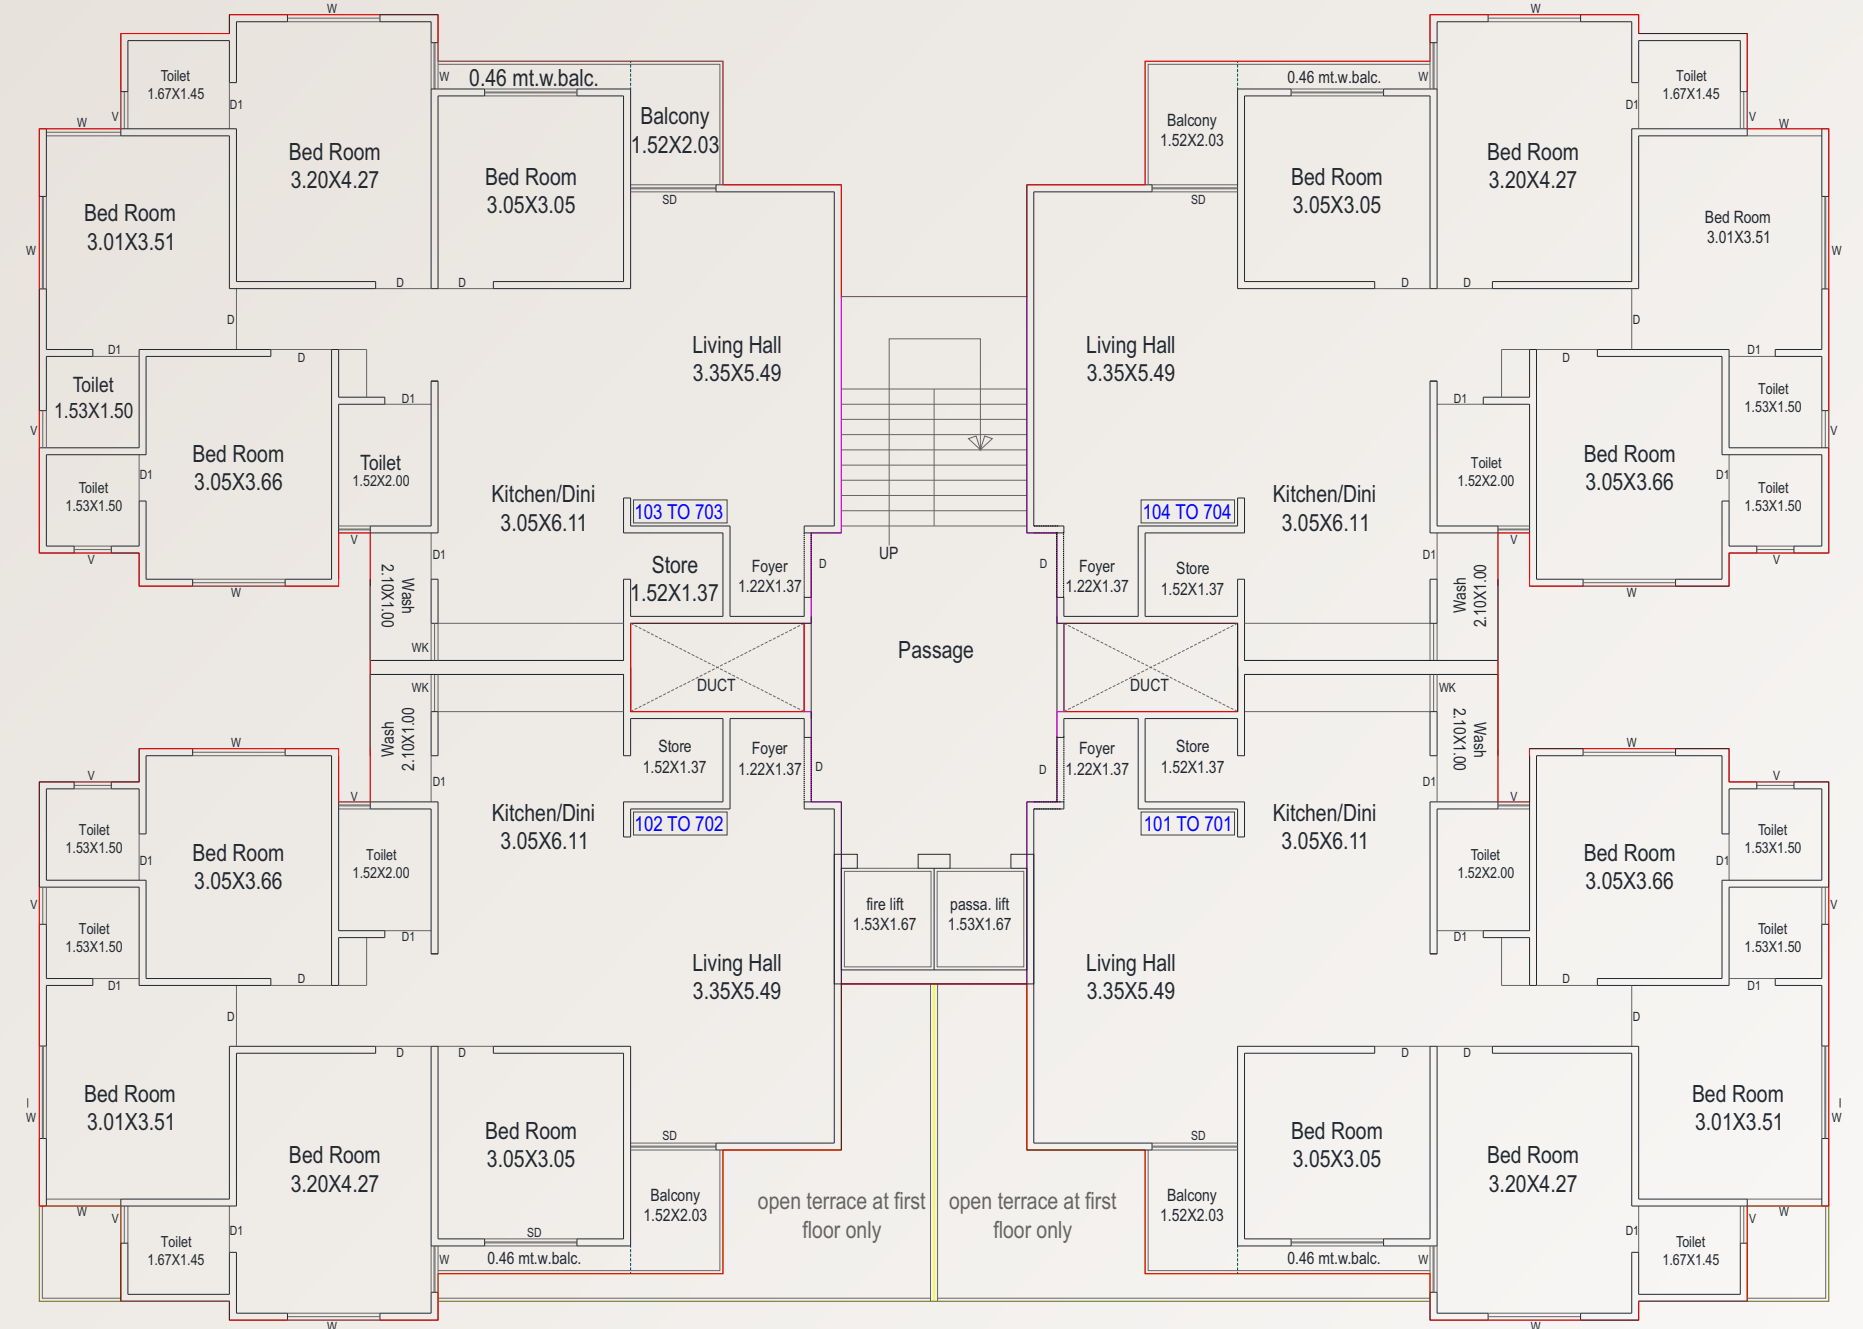 W
W
Toilet
1.67X1.45
D1
V
W
W
0.46 mt.w.balc.
Balcony
1.52X2.03
Bed Room
3.20X4.27
Bed Room
3.05X3.05
Bed Room
3.01X3.51
W
SD
D
D
D
D1
D
Toilet
1.53X1.50
V
D1
Living Hall
3.35X5.49
Bed Room
3.05X3.66
Toilet
1.52X2.00
D1
Toilet
1.53X1.50
V
W
V
Kitchen/Dini
3.05X6.11
103 TO 703
D1
Wash
2.10X1.00
WK
Store
1.52X1.37
Foyer
1.22X1.37
D
DUCT
0.46 mt.w.balc.
W
Balcony
1.52X2.03
Bed Room
3.05X3.05
Bed Room
3.20X4.27
Toilet
1.67X1.45
D1
V
W
Bed Room
3.01X3.51
W
SD
D
D
D
Living Hall
3.35X5.49
D
D1
Toilet
1.53X1.50
V
D1
Toilet
1.52X2.00
Bed Room
3.05X3.66
D1
Toilet
1.53X1.50
V
W
V
104 TO 704
Kitchen/Dini
3.05X6.11
D
Foyer
1.22X1.37
Store
1.52X1.37
D1
Wash
2.10X1.00
DUCT
UP
Passage
WK
Wash
2.10X1.00
D1
Store
1.52X1.37
Foyer
1.22X1.37
D
102 TO 702
Kitchen/Dini
3.05X6.11
W
V
V
Toilet
1.53X1.50
D1
Bed Room
3.05X3.66
Toilet
1.52X2.00
D1
V
Toilet
1.53X1.50
D1
D
D
Living Hall
3.35X5.49
fire lift
1.53X1.67
passa. lift
1.53X1.67
Bed Room
3.01X3.51
I
W
D
D
Bed Room
3.20X4.27
Bed Room
3.05X3.05
SD
SD
W
V
D1
Toilet
1.67X1.45
W
0.46 mt.w.balc.
Balcony
1.52X2.03
W
open terrace at first
floor only
open terrace at first
floor only
D
Foyer
1.22X1.37
Store
1.52X1.37
101 TO 701
WK
Wash
2.10X1.00
D1
Kitchen/Dini
3.05X6.11
V
W
V
Toilet
1.52X2.00
D1
Bed Room
3.05X3.66
D1
Toilet
1.53X1.50
V
Toilet
1.53X1.50
D1
D
D
Living Hall
3.35X5.49
D
D
Bed Room
3.01X3.51
I
W
Bed Room
3.05X3.05
Bed Room
3.20X4.27
SD
Balcony
1.52X2.03
0.46 mt.w.balc.
W
D1
Toilet
1.67X1.45
V
W
W